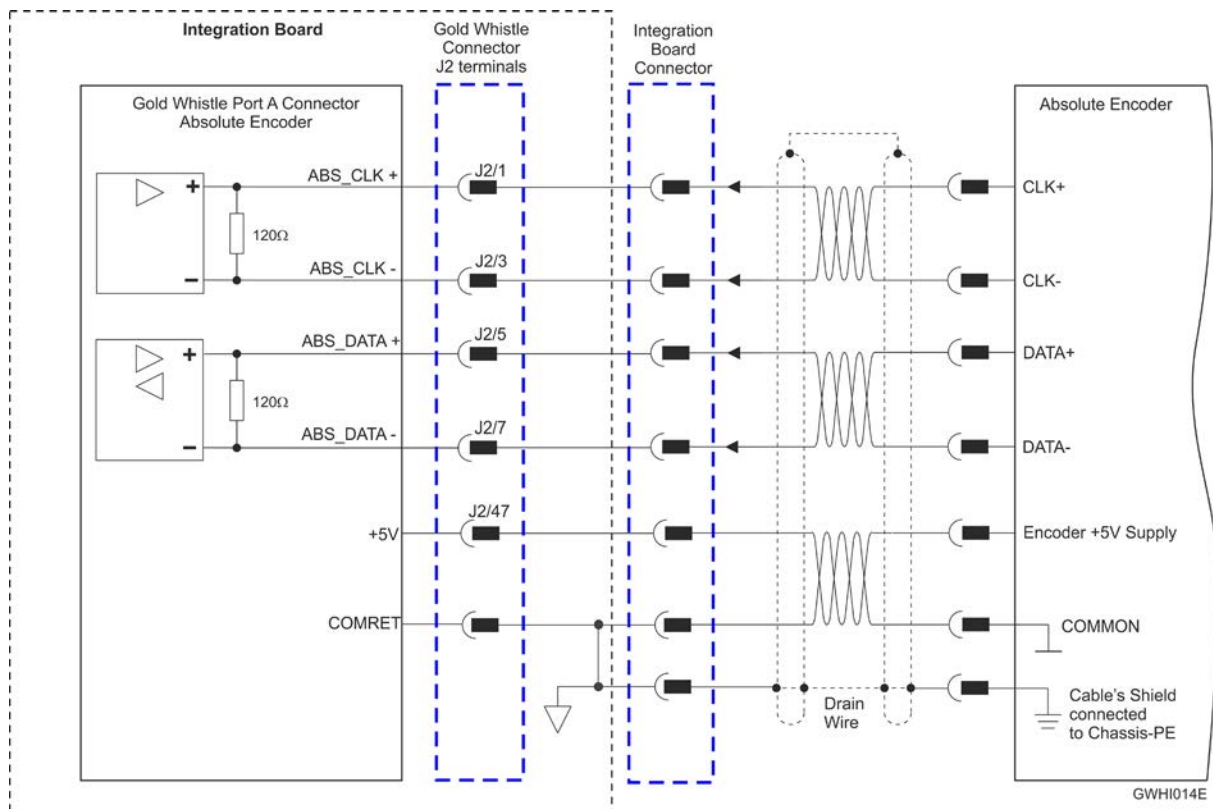 Integration Board
Gold Whistle
Connector
J2 terminals
Integration
Board
Connector
Gold Whistle Port A Connector
Absolute Encoder
Absolute Encoder
+
ABS_CLK +
J2/1
CLK+
120Ω
-
ABS_CLK -
J2/3
CLK-
+
ABS_DATA +
J2/5
DATA+
120Ω
-
ABS_DATA -
J2/7
DATA-
+5V
J2/47
Encoder +5V Supply
COMRET
COMMON
Drain
Wire
Cable's Shield
connected
to Chassis-PE
GWHI014E